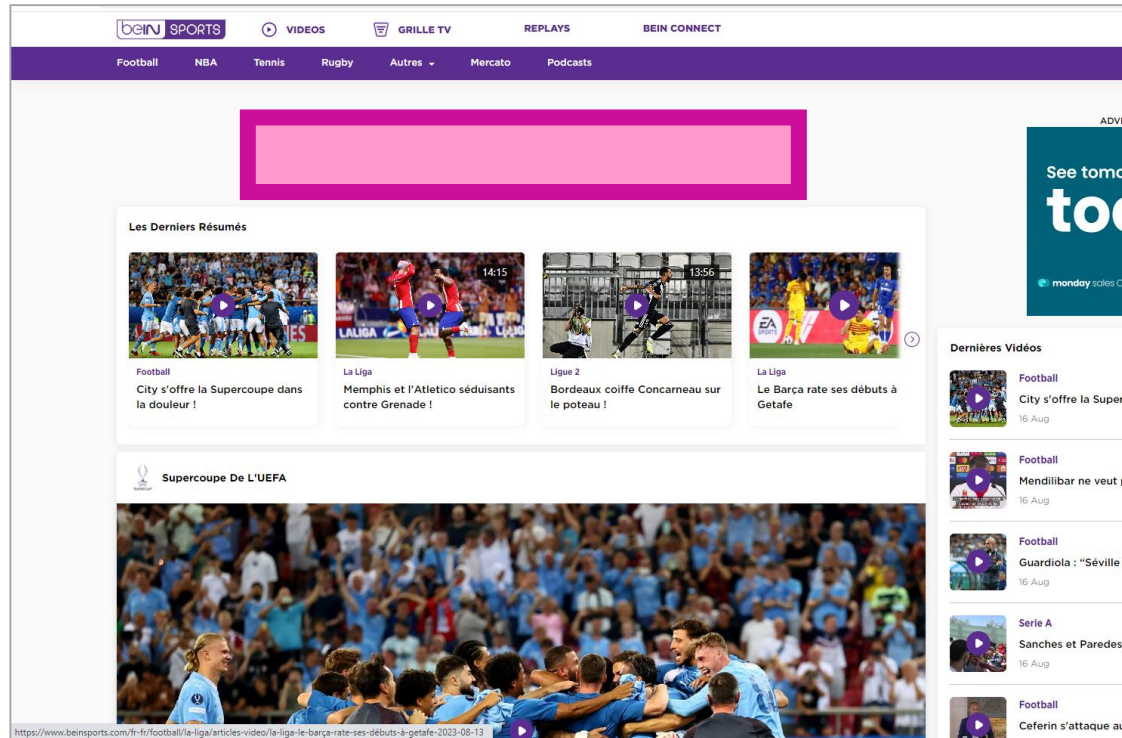 beIN SPORTS
VIDEOS
GRILLE TV
REPLAYS
BEIN CONNECT
Football
NBA
Tennis
Rugby
Autres
Mercato
Podcasts
See
monday sales
Les Derniers Résumés
14:15
13:56
LALIGA
EA
SPORTS
Football
City s'offre la Supercoupe dans
la douleur !
La Liga
Memphis et l'Atletico séduisants
contre Grenade !
Ligue 2
Bordeaux coiffe Concarneau sur
le poteau !
La Liga
Le Barça rate ses débuts à
Getafe
Supercoupe De L'UEFA
Dernières Vidéos
Football
City s'offre la
16 Aug
Football
Mendilibar ne veut
16 Aug
Football
Guardiola : “Séville
16 Aug
Serie A
Sanches et Paredes
16 Aug
Football
Ceferin s'attaque
https://www.beinsports.com/fr-fr/football/la-liga/articles-video/la-liga-le-barça-rate-ses-débuts-à-getafe-2023-08-13